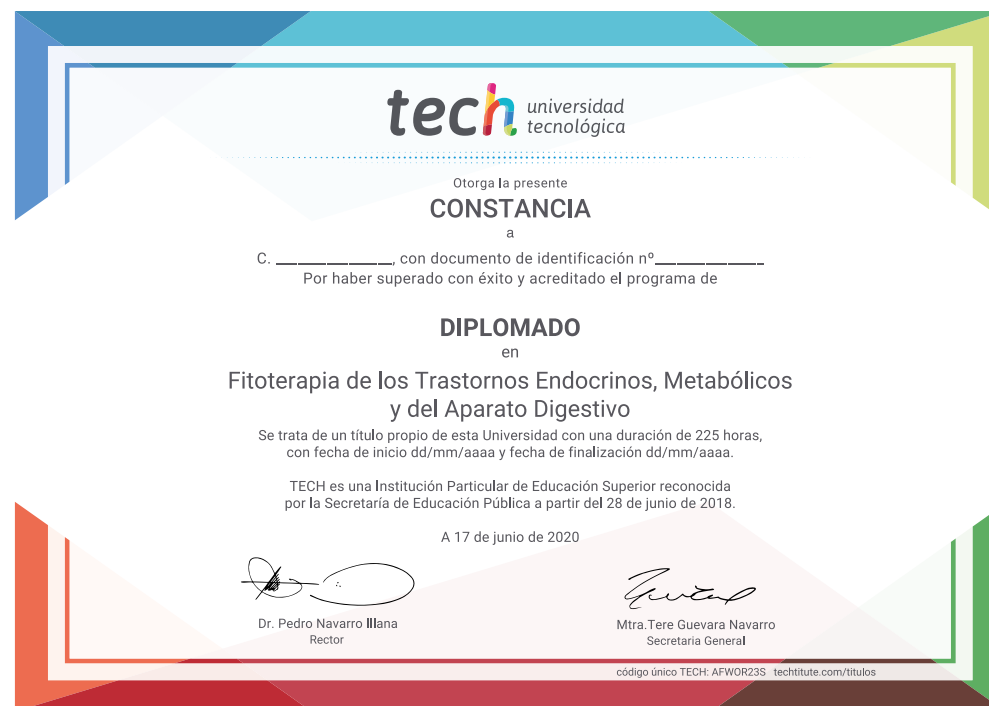 tech universidad
tecnológica
Otorga la presente
CONSTANCIA
a
C. ______________, con documento de identificación nº_____________
Por haber superado con éxito y acreditado el programa de
DIPLOMADO
en
Fitoterapia de los Trastornos Endocrinos, Metabólicos
y del Aparato Digestivo
Se trata de un título propio de esta Universidad con una duración de 225 horas,
con fecha de inicio dd/mm/aaaa y fecha de finalización dd/mm/aaaa.
TECH es una Institución Particular de Educación Superior reconocida
por la Secretaría de Educación Pública a partir del 28 de junio de 2018.
A 17 de junio de 2020
Dr. Pedro Navarro Illana
Rector
Mtra.Tere Guevara Navarro
Secretaria General
código único TECH: AFWOR23S techtitute.com/titulos